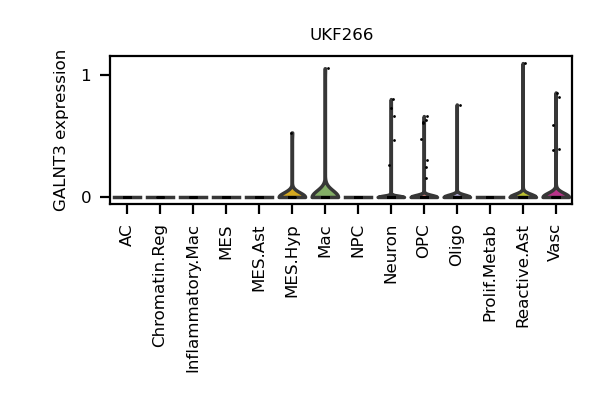 UKF266
GALNT3 expression
1
0
AC
Chromatin.Reg
Inflammatory.Mac
MES
MES.Ast
MES.Hyp
Mac
NPC
Neuron
OPC
Oligo
Prolif.Metab
Reactive.Ast
Vasc